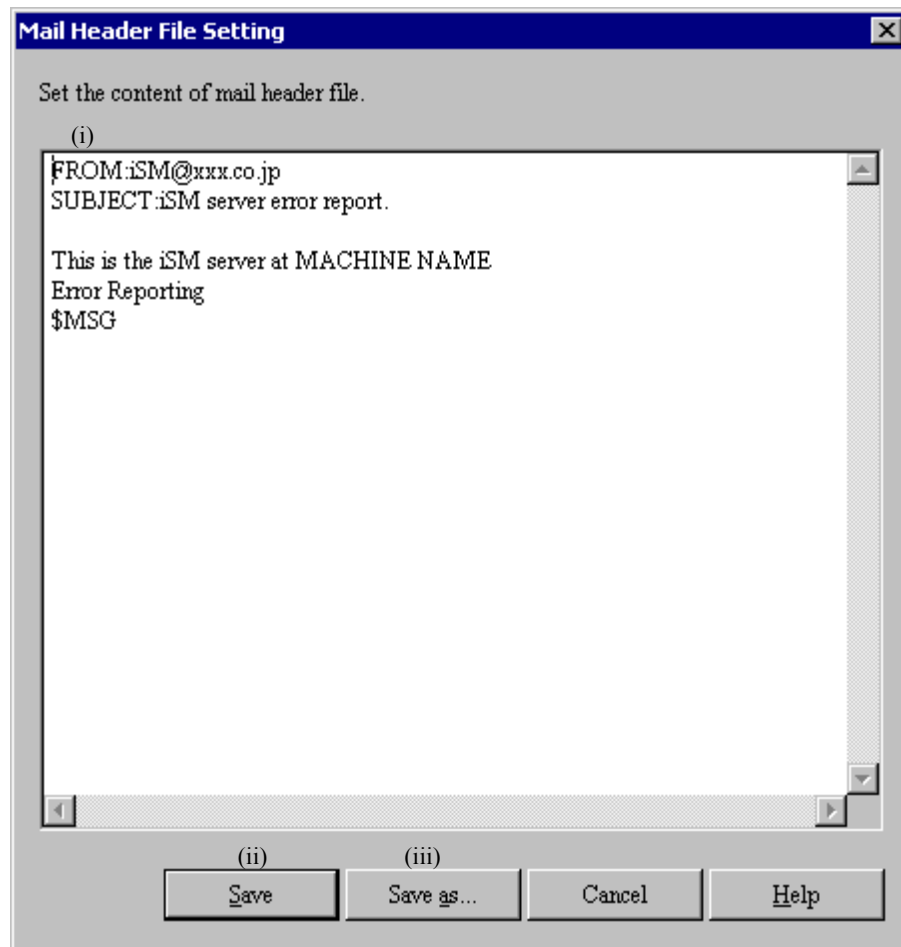 Mail Header File Setting
Set the content of mail header file.
(i)
FROM:iSM@xxx.co.jp
SUBJECT:iSM server error report.
This is the iSM server at MACHINE NAME
Error Reporting
$MSG
(ii) (iii)
Save Save as... Cancel Help